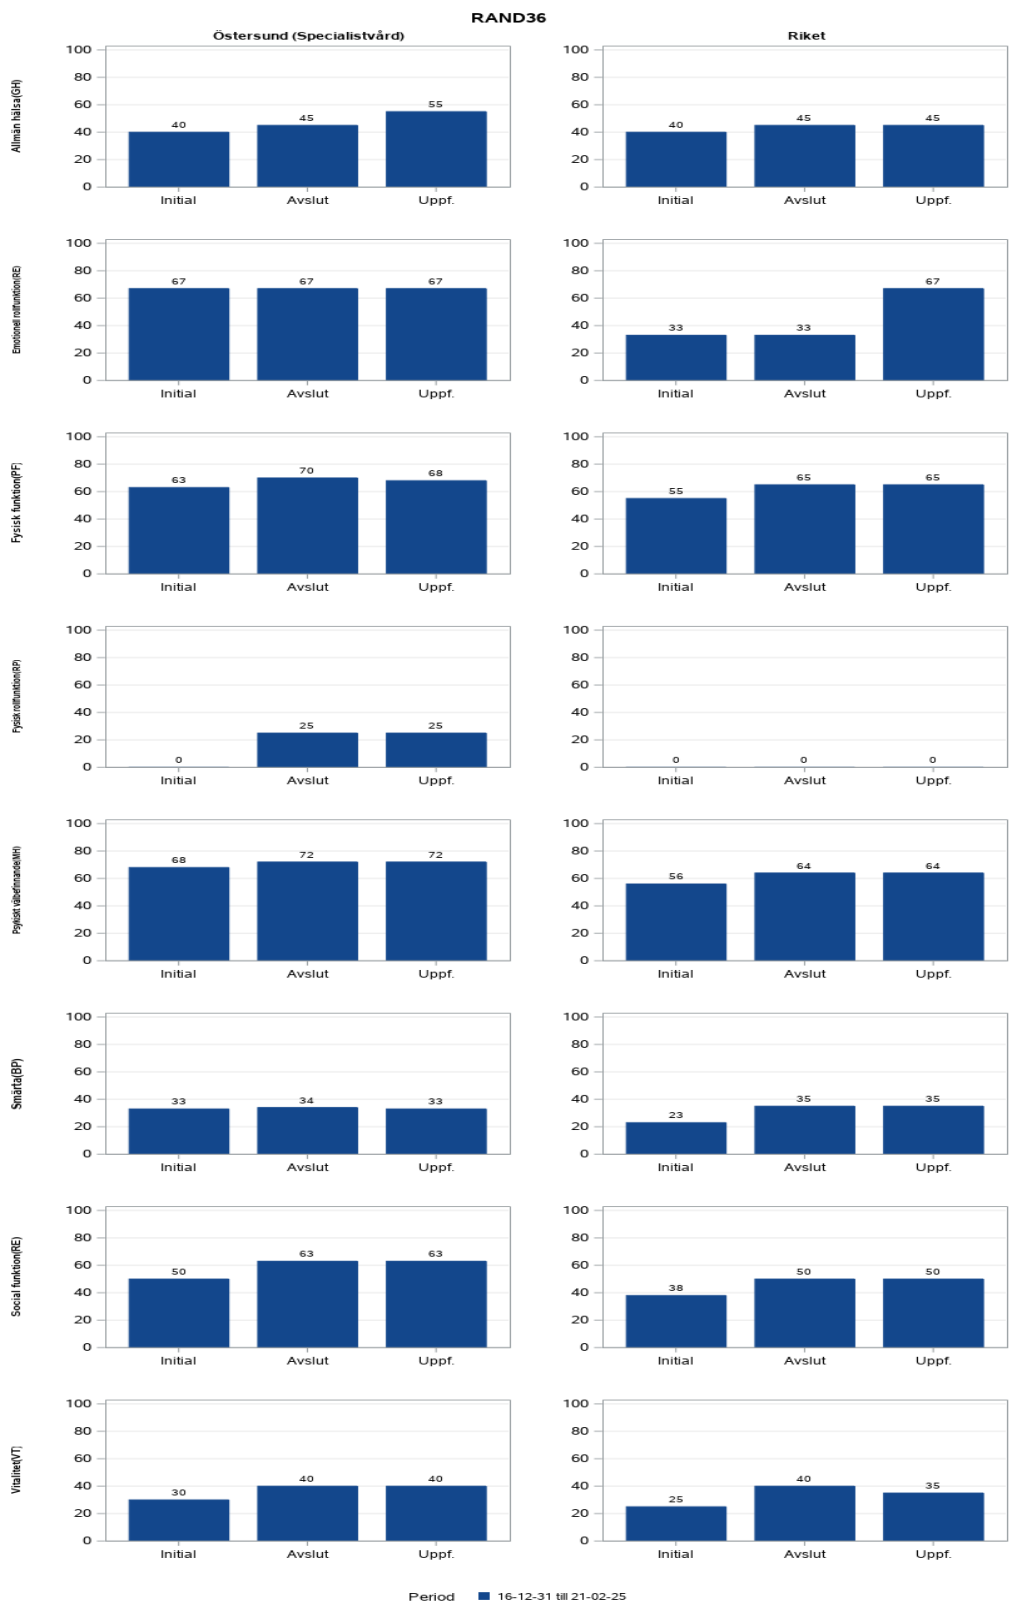 RAND36
Östersund (Specialistvård) Riket
Allmän hälsa(GH)
100 80 60 40 20 0
40 45 55
Initial Avslut Uppf.
100 80 60 40 20 0
40 45 45
Initial Avslut Uppf.
Emotionell rollfunktion(RE)
100 80 60 40 20 0
67 67 67
Initial Avslut Uppf.
100 80 60 40 20 0
33 33 67
Initial Avslut Uppf.
Fysisk funktion(PF)
100 80 60 40 20 0
63 70 68
Initial Avslut Uppf.
100 80 60 40 20 0
55 65 65
Initial Avslut Uppf.
Fysisk rollfunktion(RP)
100 80 60 40 20 0
0 25 25
Initial Avslut Uppf.
100 80 60 40 20 0
0 0 0
Initial Avslut Uppf.
Psykiskt välbefinnande(MH)
100 80 60 40 20 0
68 72 72
Initial Avslut Uppf.
100 80 60 40 20 0
56 64 64
Initial Avslut Uppf.
Smärta(BP)
100 80 60 40 20 0
33 34 33
Initial Avslut Uppf.
100 80 60 40 20 0
23 35 35
Initial Avslut Uppf.
Social funktion(RE)
100 80 60 40 20 0
50 63 63
Initial Avslut Uppf.
100 80 60 40 20 0
38 50 50
Initial Avslut Uppf.
Vitalitet(VT)
100 80 60 40 20 0
30 40 40
Initial Avslut Uppf.
100 80 60 40 20 0
25 40 35
Initial Avslut Uppf.
Period 16-12-31 till 21-02-25